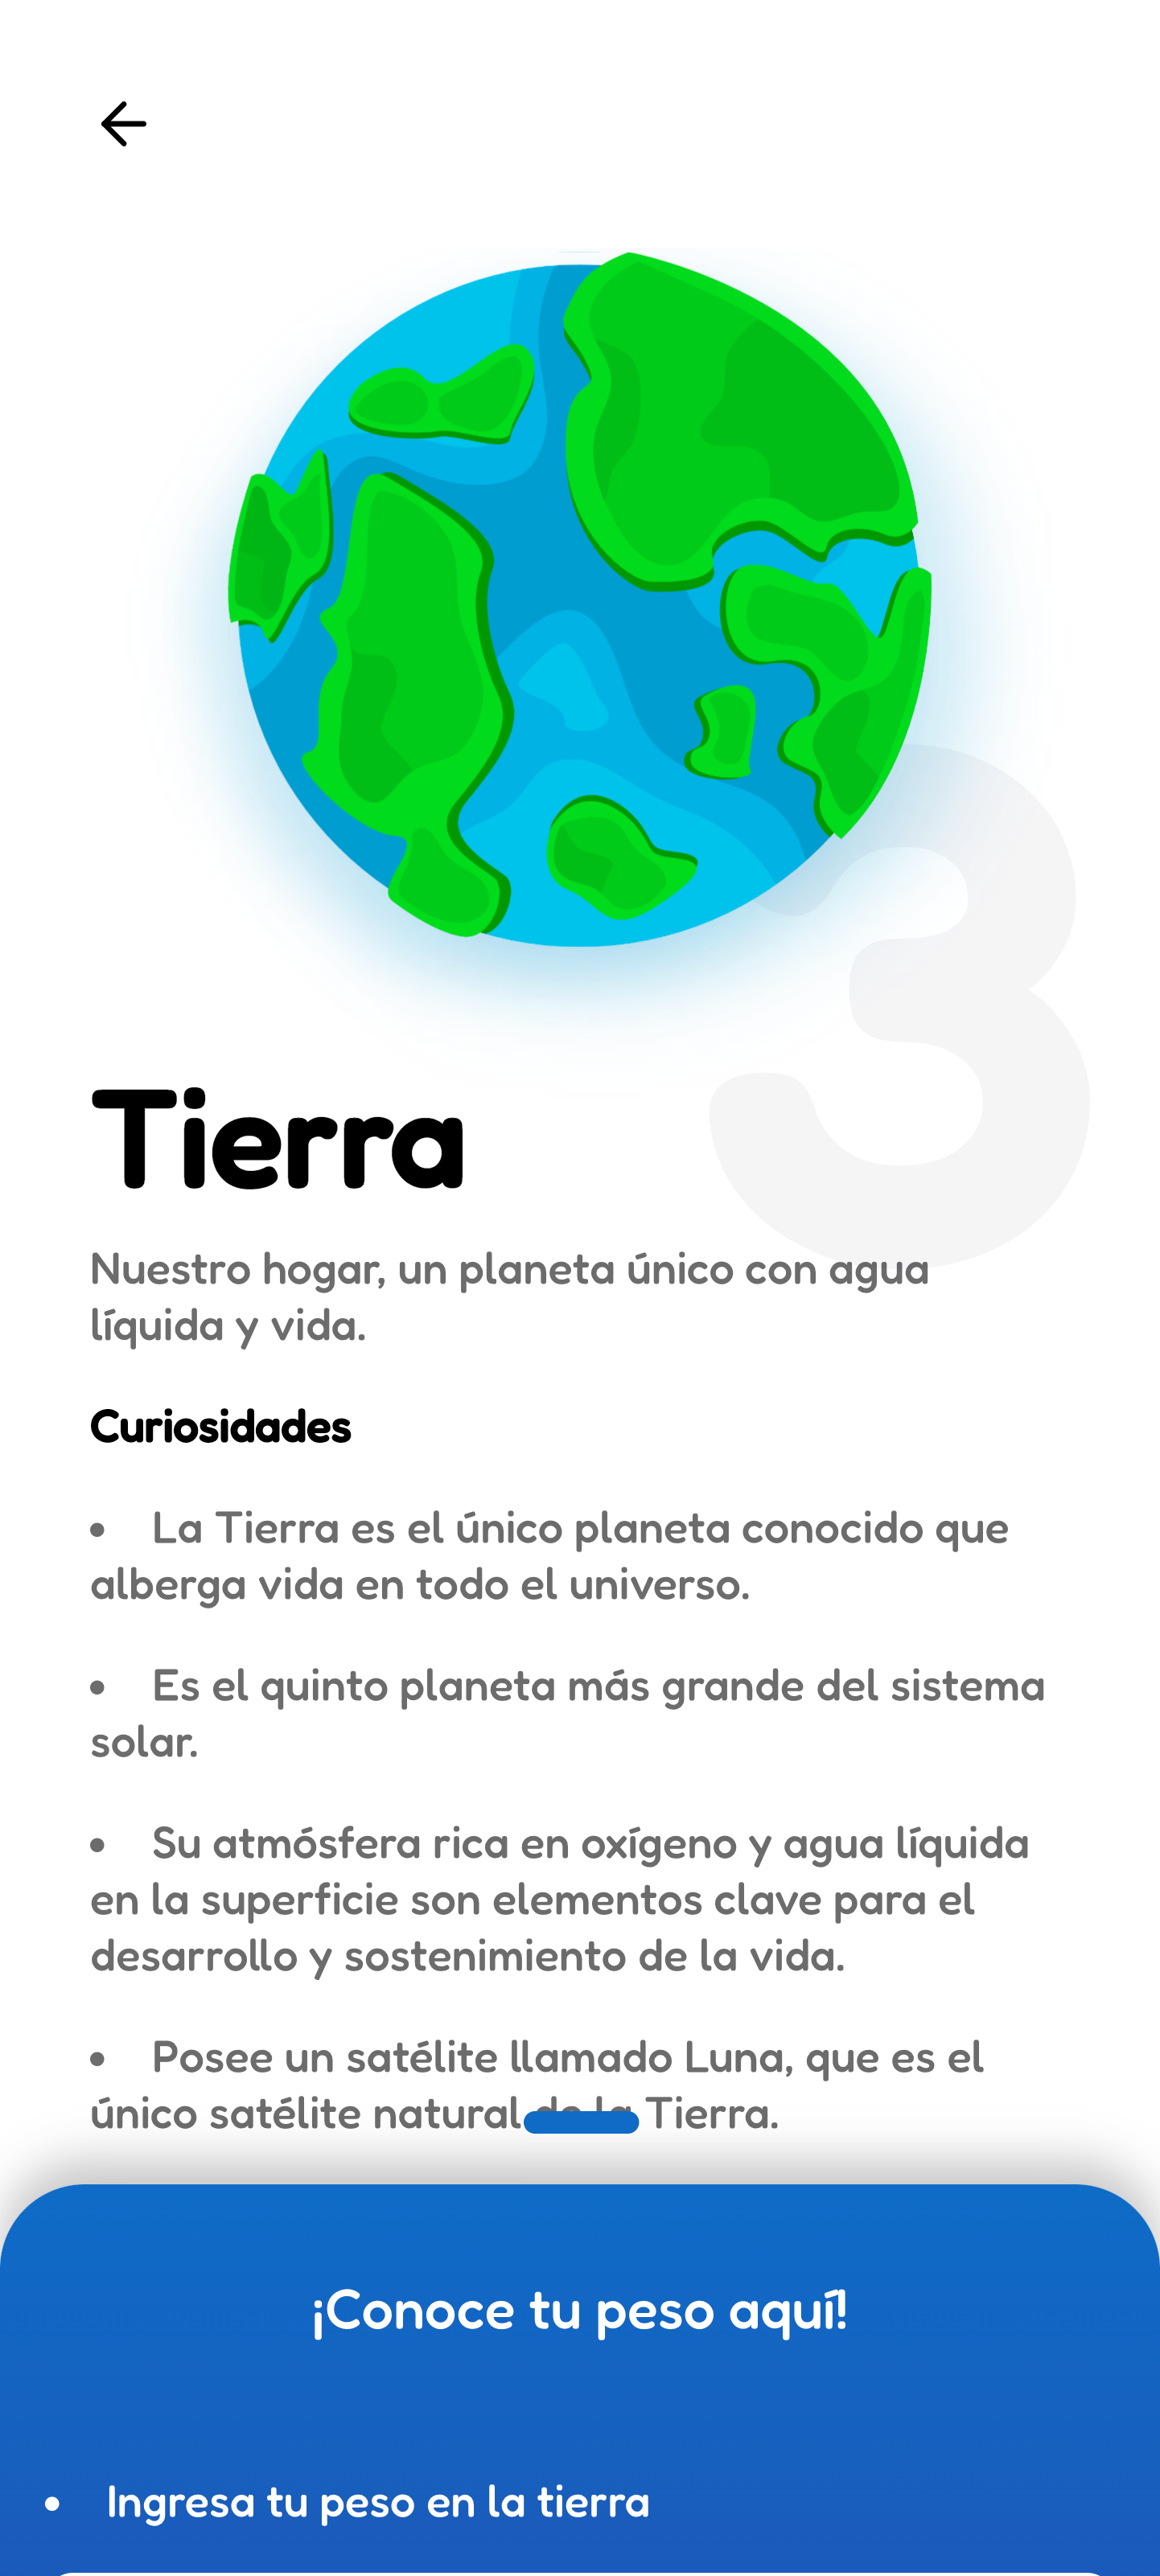 3
Tierra
Nuestro hogar, un planeta único con agua
líquida y vida.
Curiosidades
• La Tierra es el único planeta conocido que
alberga vida en todo el universo.
• Es el quinto planeta más grande del sistema
solar.
• Su atmósfera rica en oxígeno y agua líquida
en la superficie son elementos clave para el
desarrollo y sostenimiento de la vida.
• Posee un satélite llamado Luna, que es el
único satélite natural de la Tierra.
¡Conoce tu peso aquí!
• Ingresa tu peso en la tierra